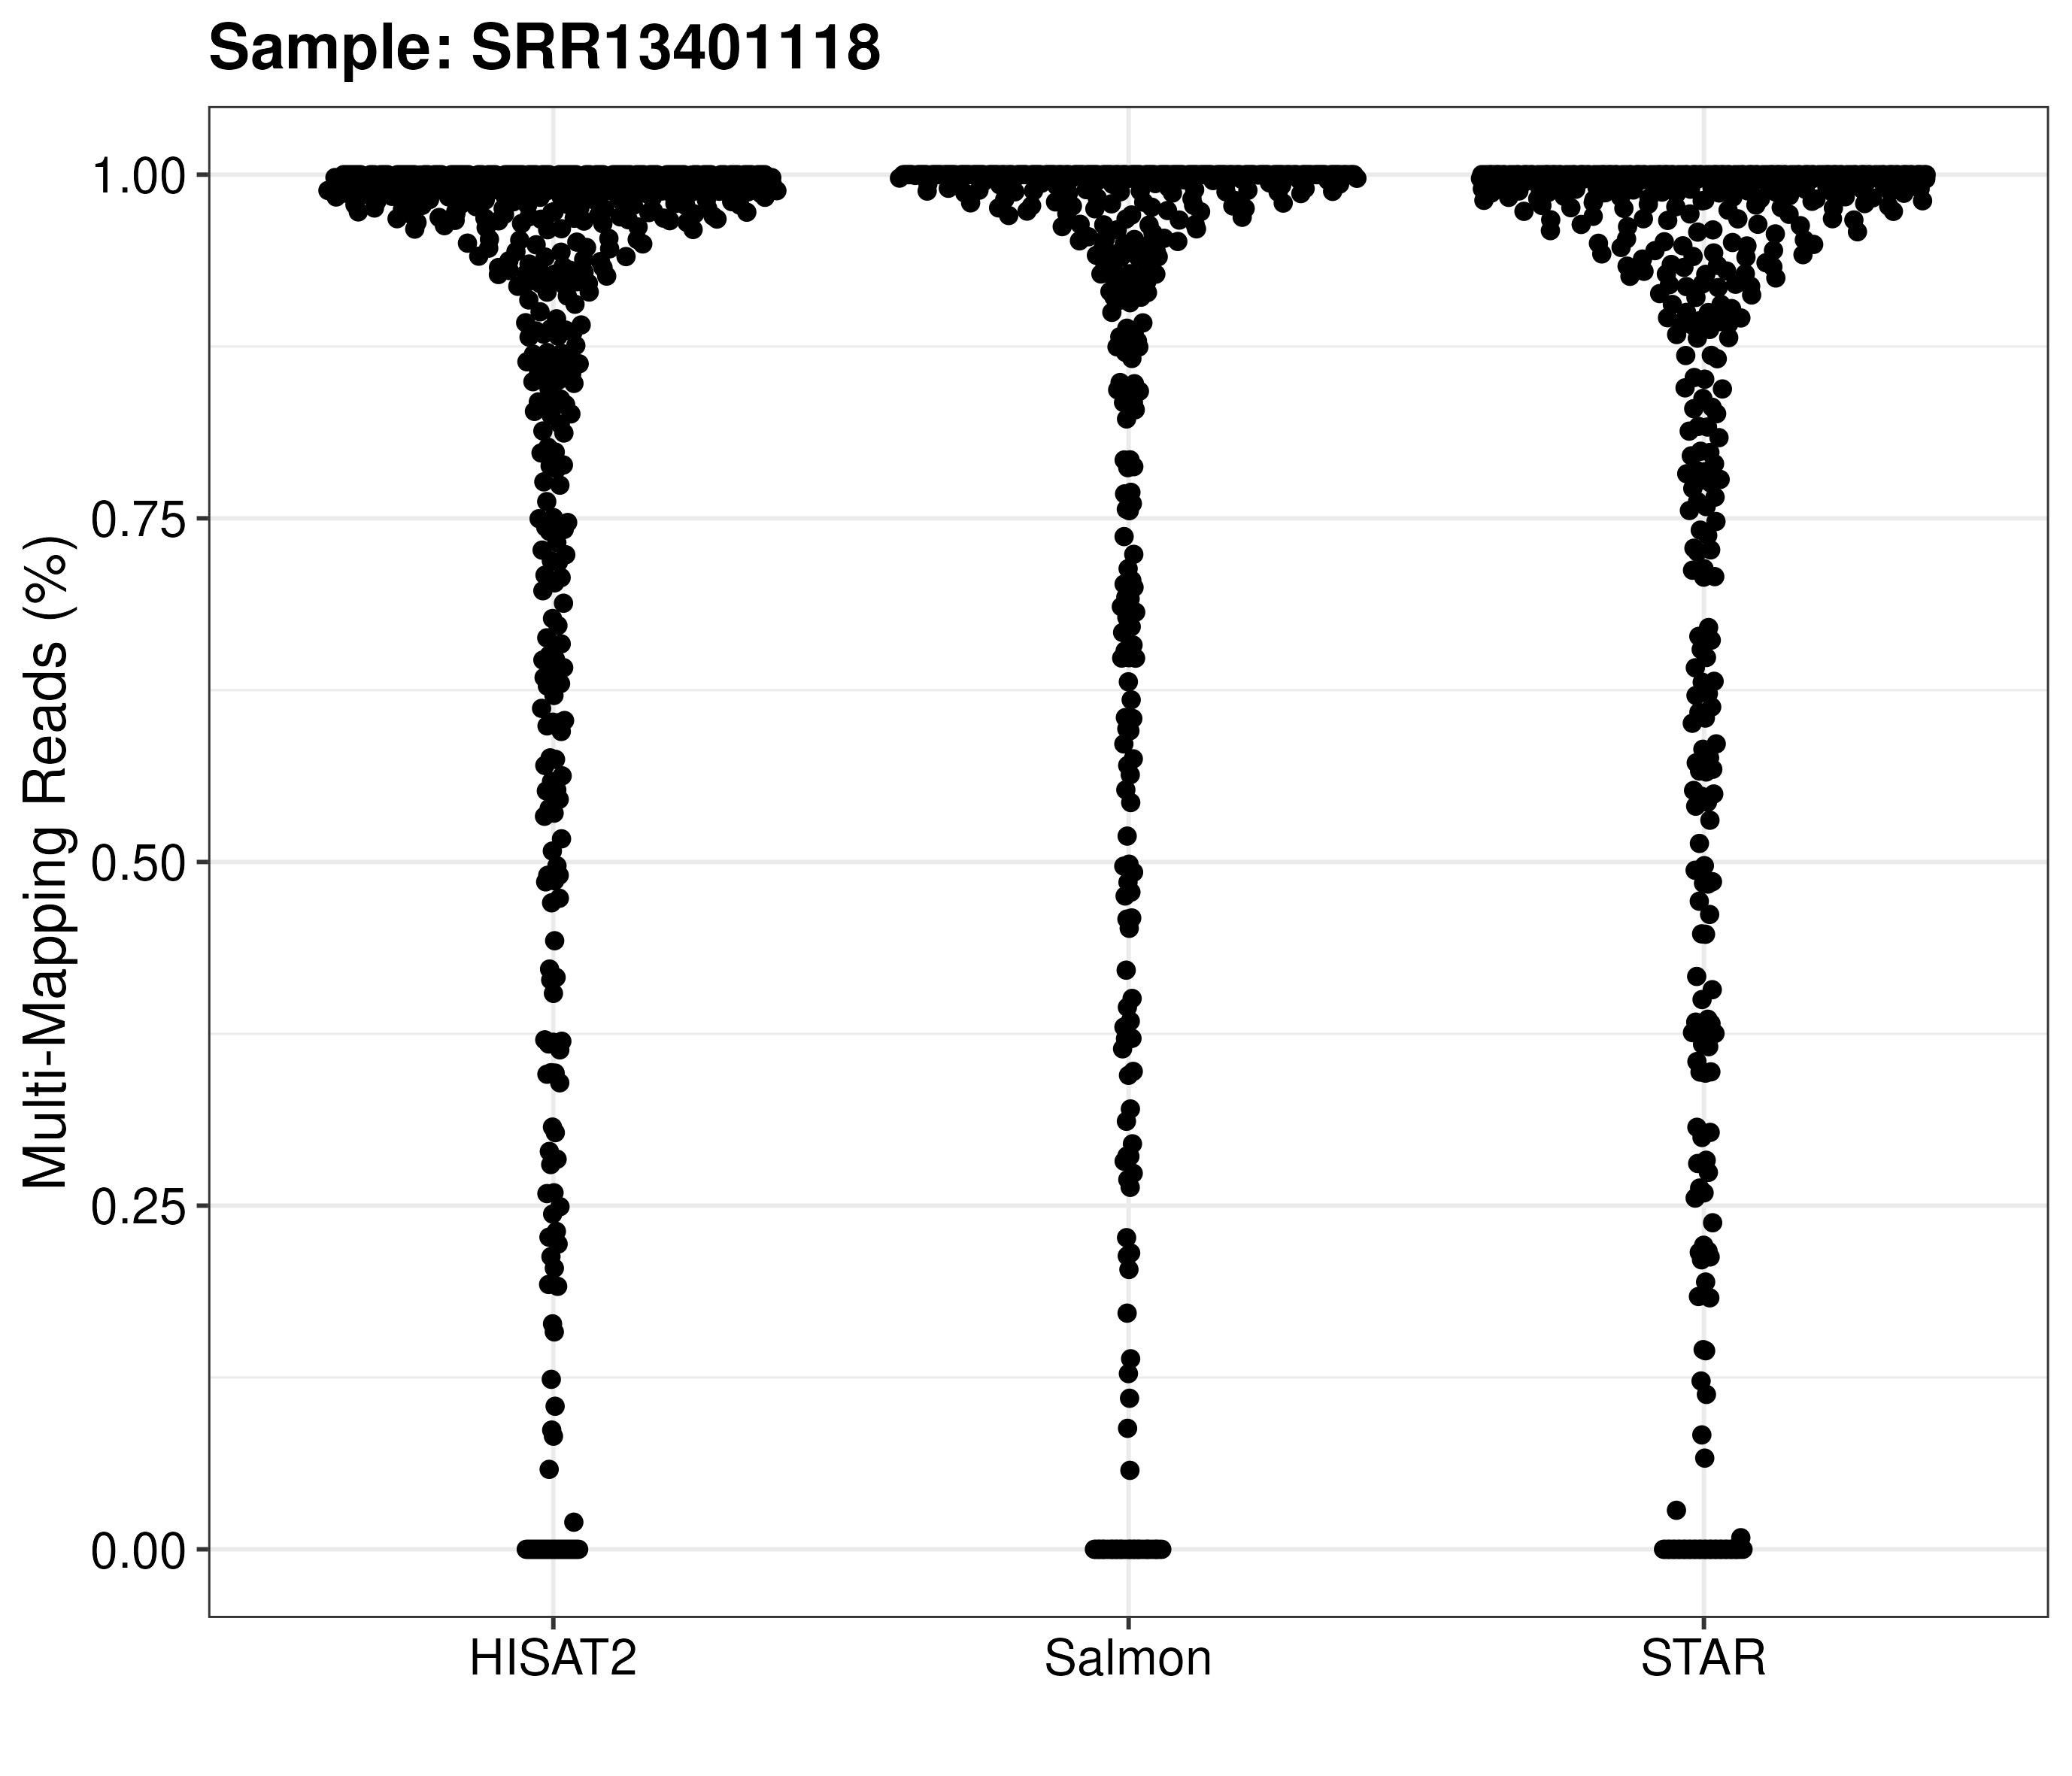 Sample: SRR13401118
Multi-Mapping Reads (%)
1.00
0.75
0.50
0.25
0.00
HISAT2
Salmon
STAR